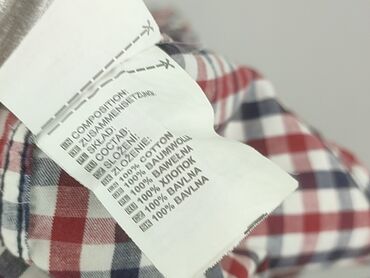 COMPOSITION:
ZUSAMMENSETZUNG:
SKŁAD:
СОСТАВ:
SLOŽENÍ:
ZLOŽENIE:
100% COTTON
100% BAUMWOLLE
100% BAWEŁNA
100% ХЛОПОК
100% BAVLNA
100% BAVLNA